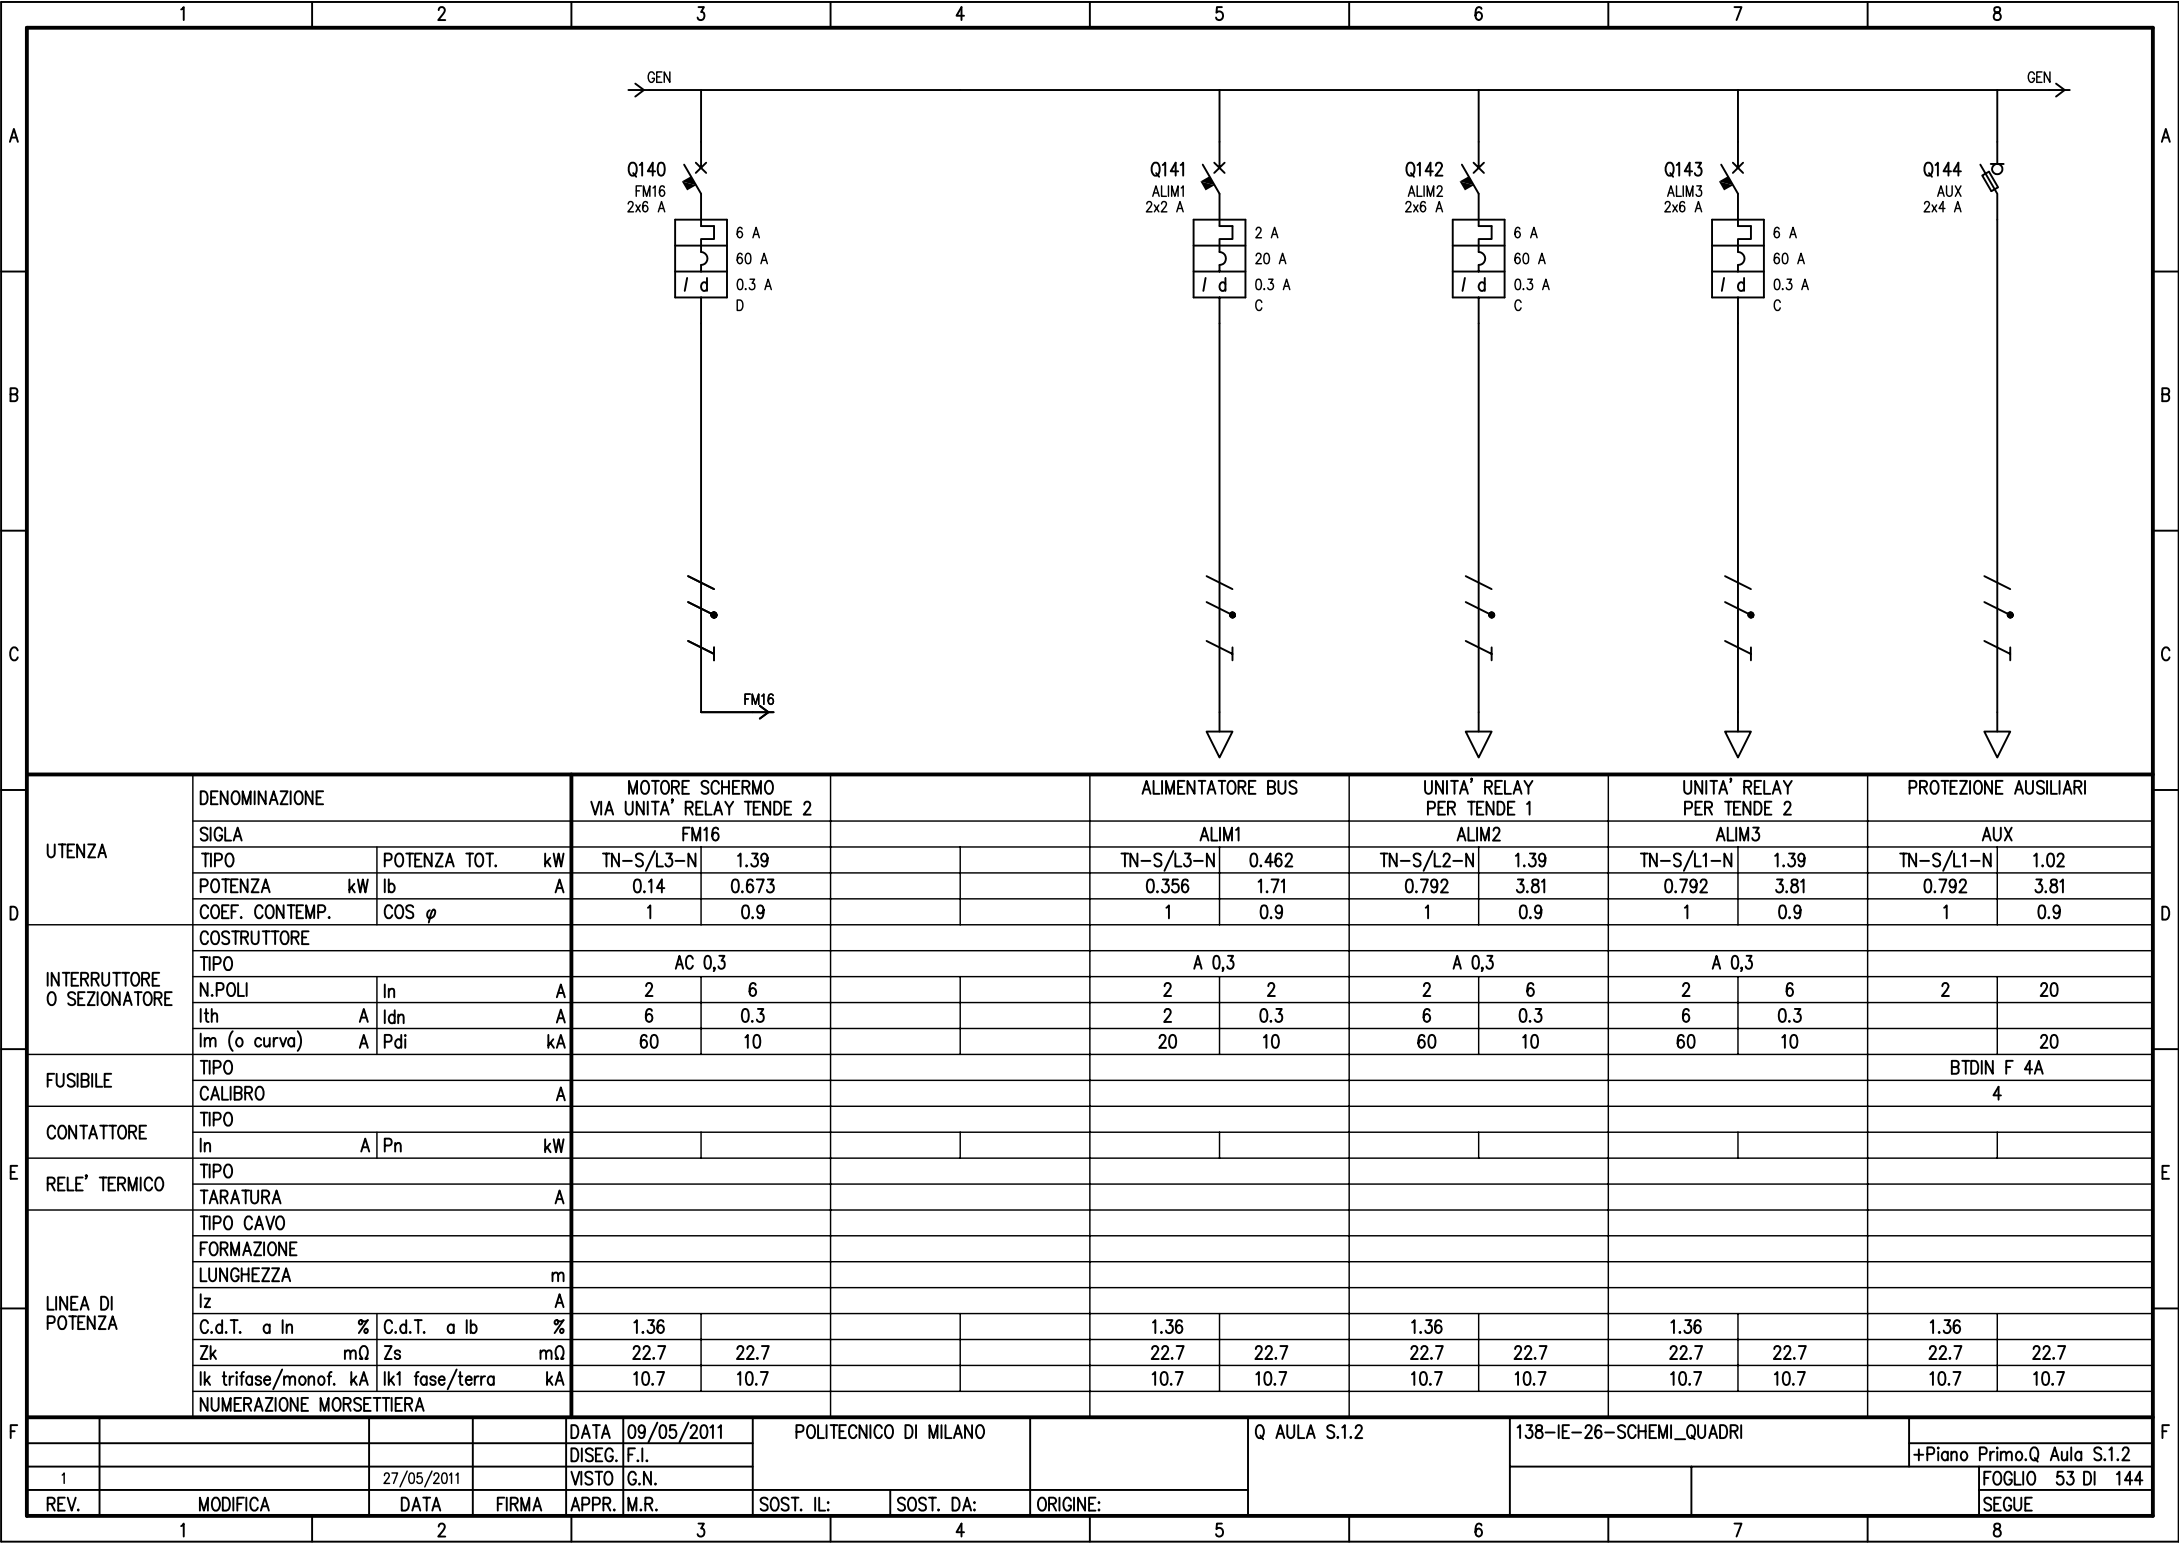 1 2 3 4 5 6 7 8
GEN GEN
A A
Q140 Q141 Q142 Q143 Q144
FM16 ALIM1 ALIM2 ALIM3 AUX
2x6 A 2x2 A 2x6 A 2x6 A 2x4 A
6 A 2 A 6 A 6 A
60 A 20 A 60 A 60 A
I d 0.3 A I d 0.3 A I d 0.3 A I d 0.3 A
D C C C
B B
C C
FM16
UTENZA
DENOMINAZIONE MOTORE SCHERMO ALIMENTATORE BUS UNITA' RELAY UNITA' RELAY PROTEZIONE AUSILIARI
VIA UNITA' RELAY TENDE 2 PER TENDE 1 PER TENDE 2
SIGLA FM16 ALIM1 ALIM2 ALIM3 AUX
TIPO POTENZA TOT. kW TN-S/L3-N 1.39 TN-S/L3-N 0.462 TN-S/L2-N 1.39 TN-S/L1-N 1.39 TN-S/L1-N 1.02
POTENZA kW Ib A 0.14 0.673 0.356 1.71 0.792 3.81 0.792 3.81 0.792 3.81
D COEF. CONTEMP. COS φ 1 0.9 1 0.9 1 0.9 1 0.9 1 0.9 D
INTERRUTTORE
O SEZIONATORE
COSTRUTTORE
TIPO AC 0,3 A 0,3 A 0,3 A 0,3
N.POLI In A 2 6 2 2 2 6 2 6 2 20
Ith A Idn A 6 0.3 2 0.3 6 0.3 6 0.3
Im (o curva) A Pdi kA 60 10 20 10 60 10 60 10 20
FUSIBILE
TIPO BTDIN F 4A
CALIBRO A 4
CONTATTORE
TIPO
In A Pn kW
E E
RELE' TERMICO
TIPO
TARATURA A
LINEA DI
POTENZA
TIPO CAVO
FORMAZIONE
LUNGHEZZA m
Iz A
C.d.T. a In % C.d.T. a Ib % 1.36 1.36 1.36 1.36 1.36
Zk mΩ Zs mΩ 22.7 22.7 22.7 22.7 22.7 22.7 22.7 22.7 22.7 22.7
Ik trifase/monof. kA Ik1 fase/terra kA 10.7 10.7 10.7 10.7 10.7 10.7 10.7 10.7 10.7 10.7
NUMERAZIONE MORSETTIERA
F DATA 09/05/2011 POLITECNICO DI MILANO Q AULA S.1.2 138-IE-26-SCHEMI_QUADRI F
DISEG. F.I. +Piano Primo.Q Aula S.1.2
1 27/05/2011 VISTO G.N. FOGLIO 53 DI 144
REV. MODIFICA DATA FIRMA APPR. M.R. SOST. IL: SOST. DA: ORIGINE: SEGUE
1 2 3 4 5 6 7 8